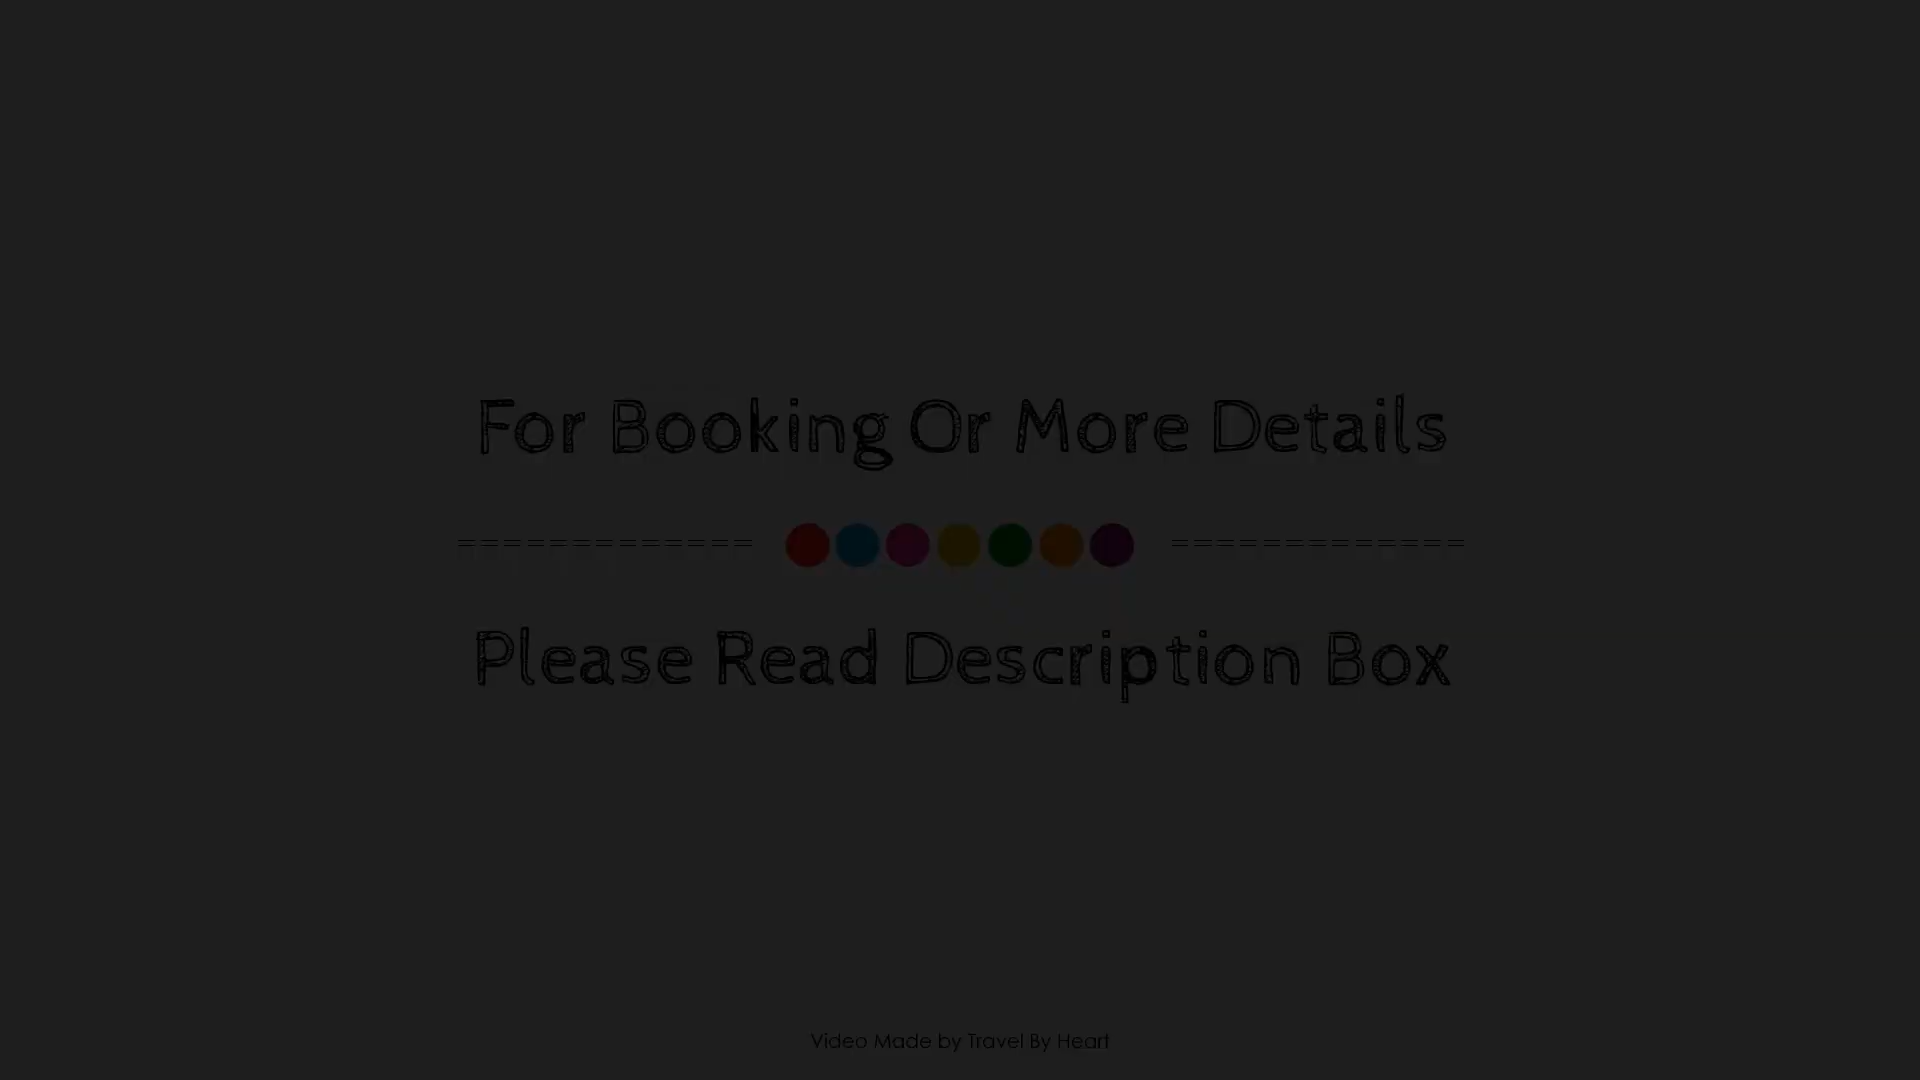 For Booking Or More Details
============= =============
Please Read Description Box
Video Made by Travel By Heart